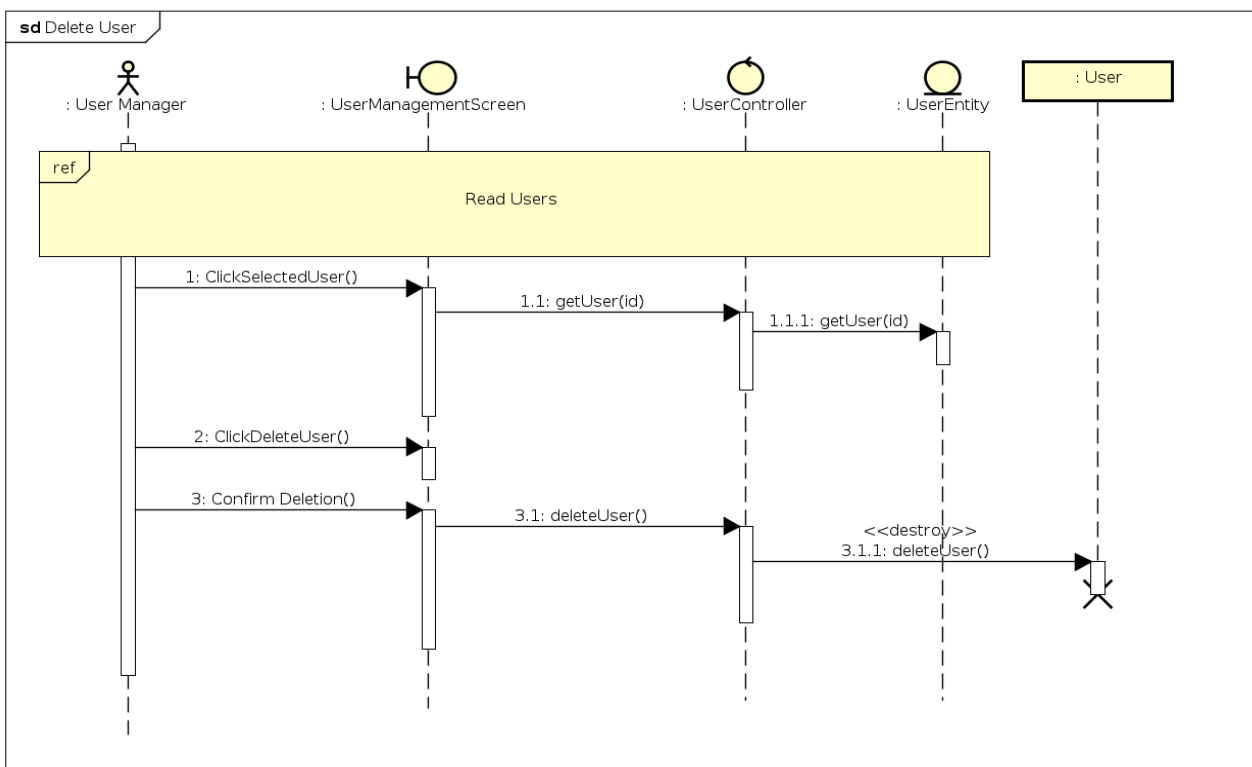 sd Delete User
: User Manager
: UserManagementScreen
: UserController
: UserEntity
: User
ref
Read Users
1: ClickSelectedUser()
1.1: getUser(id)
1.1.1: getUser(id)
2: ClickDeleteUser()
3: Confirm Deletion()
3.1: deleteUser()
<<destroy>>
3.1.1: deleteUser()